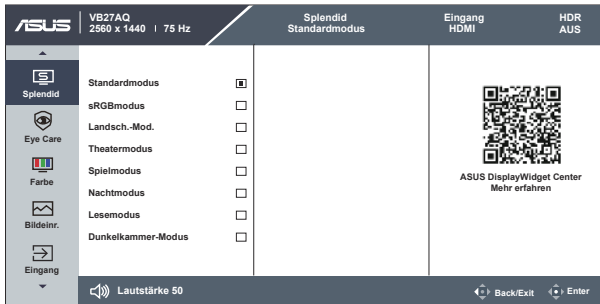 ASUS
VB27AQ
2560 x 1440 | 75 Hz
Splendid
Standardmodus
Eingang
HDMI
HDR
AUS
Splendid
Eye Care
Farbe
Bildeinr.
Eingang
Standardmodus
sRGBmodus
Landsch.-Mod.
Theatermodus
Spielmodus
Nachtmodus
Lesemodus
Dunkelkammer-Modus
ASUS DisplayWidget Center
Mehr erfahren
Lautstärke 50
Back/Exit
Enter